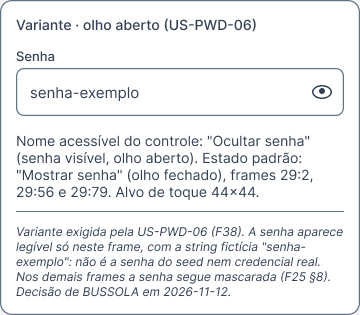 Variante · olho aberto (US-PWD-06)
Senha
senha-exemplo
Nome acessível do controle: "Ocultar senha"
(senha visível, olho aberto). Estado padrão:
"Mostrar senha" (olho fechado), frames 29:2,
29:56 e 29:79. Alvo de toque 44×44.
Variante exigida pela US-PWD-06 (F38). A senha aparece
legível só neste frame, com a string fictícia "senha-
exemplo": não é a senha do seed nem credencial real.
Nos demais frames a senha segue mascarada (F25 §8).
Decisão de BUSSOLA em 2026-11-12.